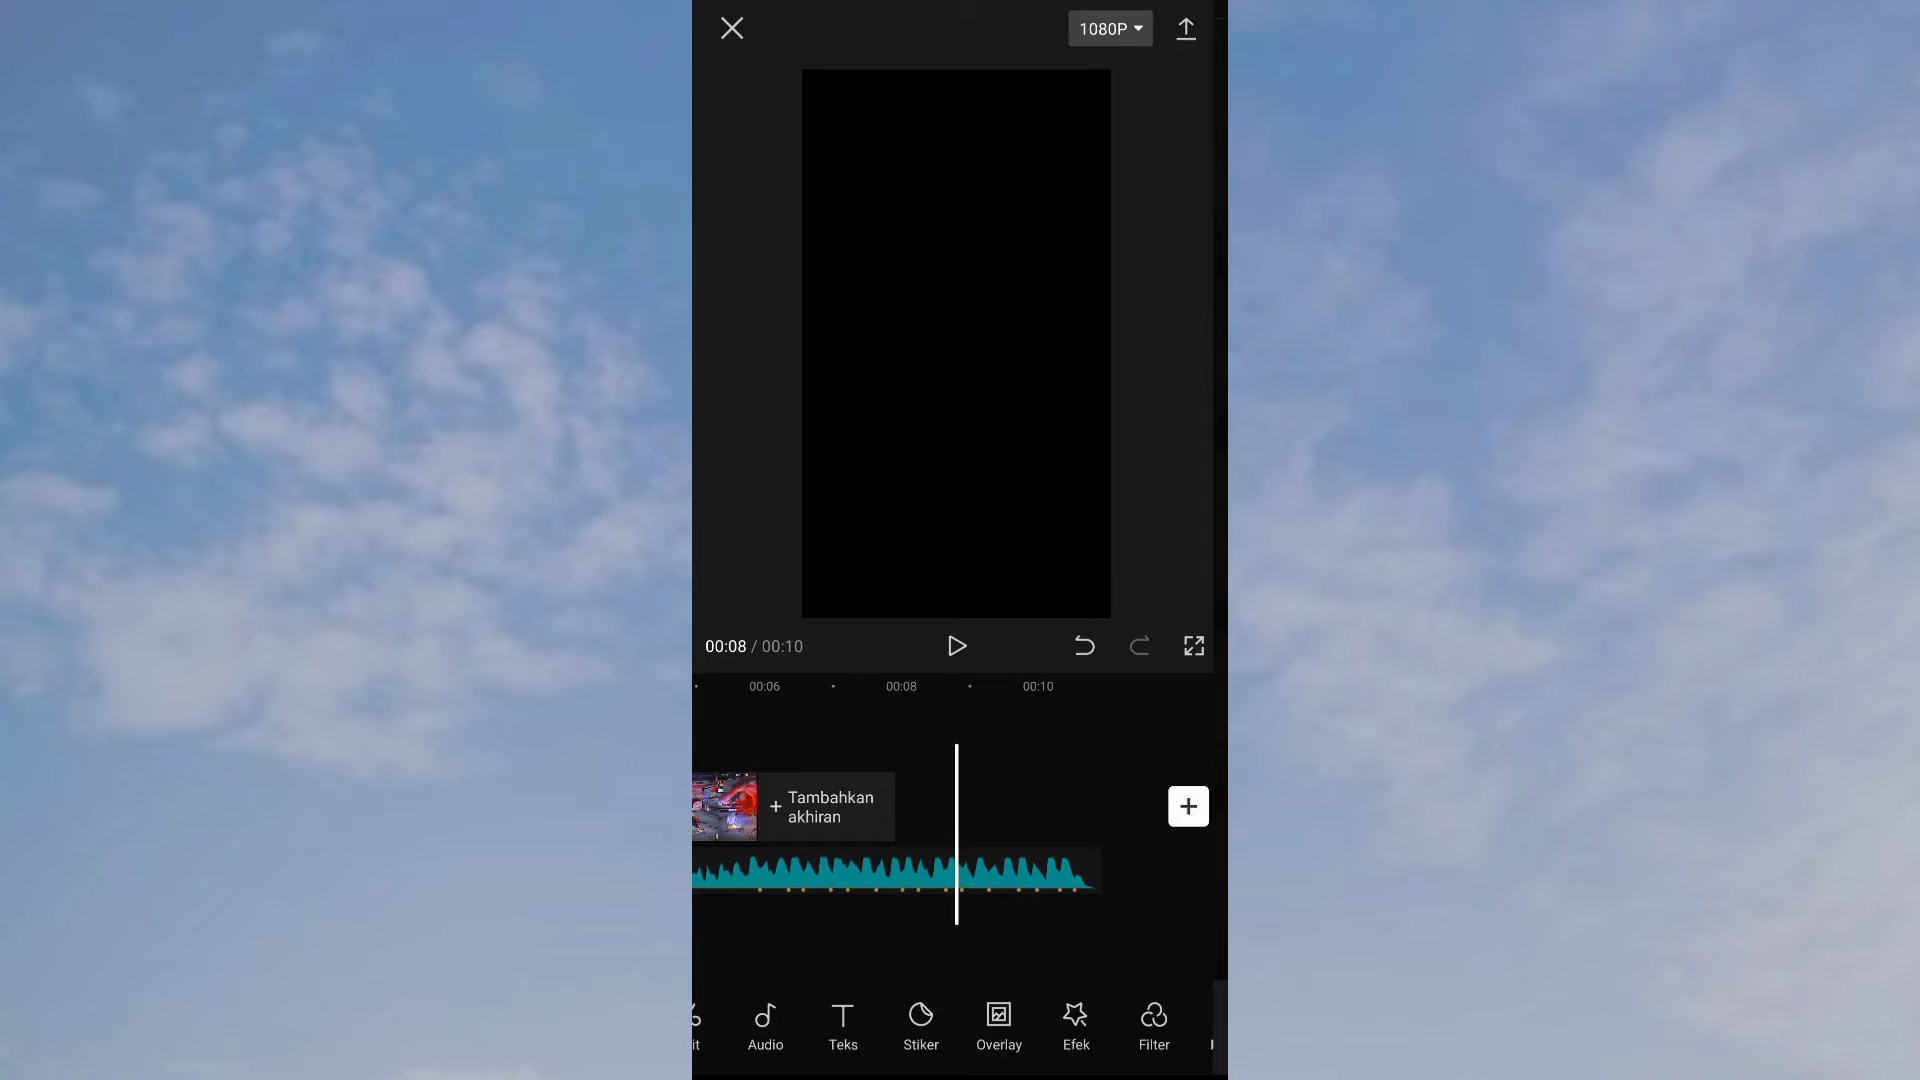 1080P
00:08 / 00:10
00:06
00:08
00:10
+ Tambahkan
akhiran
+
it
Audio
Teks
Stiker
Overlay
Efek
Filter